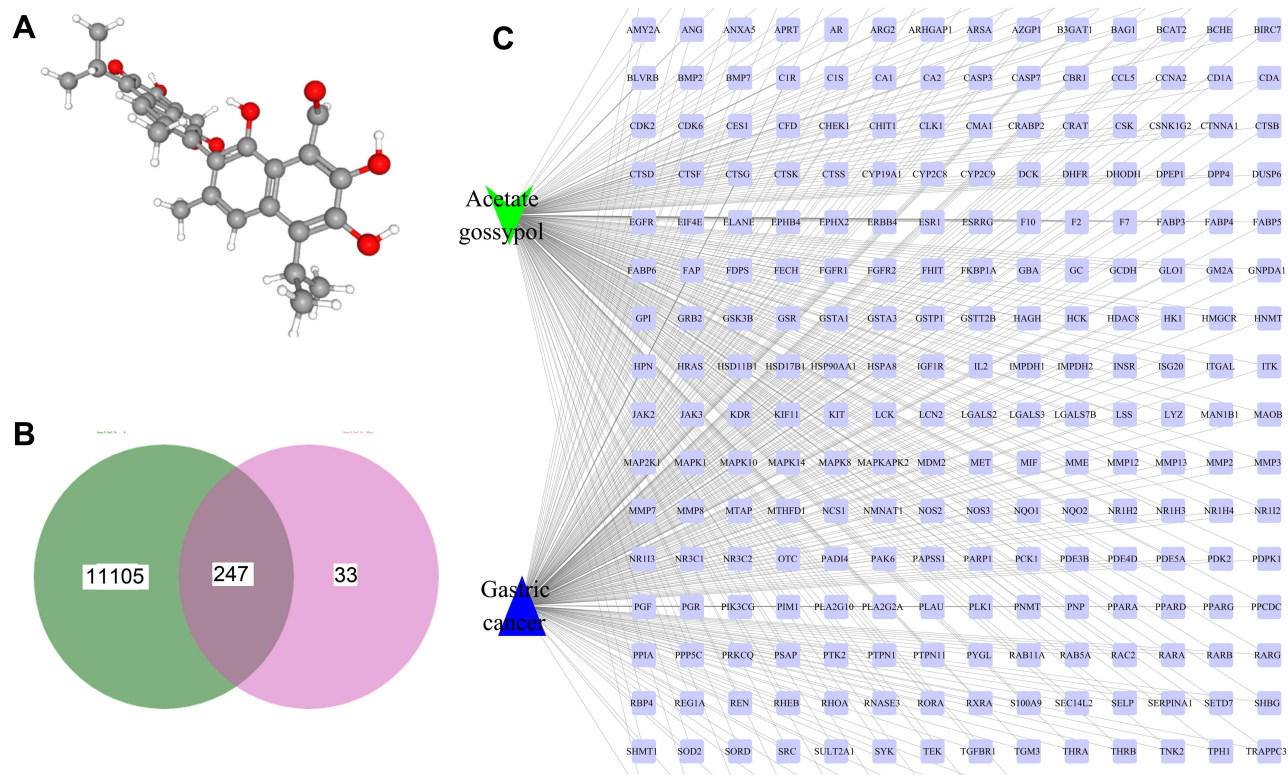 A
B
11105
247
33
C
Acetate
gossypol
Gastric
cancer
AMY2A ANG ANXA5 APRT AR ARG2 ARHGAP1 ARSA AZGP1 B3GAT1 BAG1 BCAT2 BCHE BIRC7
BLVRB BMP2 BMP7 C1R C1S CA1 CA2 CASP3 CASP7 CBR1 CCL5 CCNA2 CD1A CDA
CDK2 CDK6 CES1 CFD CHEK1 CHIT1 CLK1 CMA1 CRABP2 CRAT CSK CSNK1G2 CTNNA1 CTSB
CTSD CTSF CTSG CTSK CTSS CYP19A1 CYP2C8 CYP2C9 DCK DHFR DHODH DPEP1 DPP4 DUSP6
EGFR EIF4E ELANE EPHB4 EPHX2 ERBB4 ESR1 ESRRG F10 F2 F7 FABP3 FABP4 FABP5
FABP6 FAP FDPS FECH FGFR1 FGFR2 FHIT FKBP1A GBA GC GCDH GLO1 GM2A GNPDA1
GPI GRB2 GSK3B GSR GSTA1 GSTA3 GSTP1 GSTT2B HAGH HCK HDAC8 HK1 HMGCR HNMT
HPN HRAS HSD11B1 HSD17B1 HSP90AA1 HSPA8 IGF1R IL2 IMPDH1 IMPDH2 INSR ISG20 ITGAL ITK
JAK2 JAK3 KDR KIF11 KIT LCK LCN2 LGALS2 LGALS3 LGALS7B LSS LYZ MAN1B1 MAOB
MAP2K1 MAPK1 MAPK10 MAPK14 MAPK8 MAPKAPK2 MDM2 MET MIF MME MMP12 MMP13 MMP2 MMP3
MMP7 MMP8 MTAP MTHFD1 NCS1 NMNAT1 NOS2 NOS3 NQO1 NQO2 NR1H2 NR1H3 NR1H4 NR1I2
NR1I3 NR3C1 NR3C2 OTC PADI4 PAK6 PAPSS1 PARP1 PCK1 PDE3B PDE4D PDE5A PDK2 PDPK1
PGF PGR PIK3CG PIM1 PLA2G10 PLA2G2A PLAU PLK1 PNMT PNP PPARA PPARD PPARG PPCDC
PPIA PPP5C PRKCQ PSAP PTK2 PTPN1 PTPN11 PYGL RAB11A RAB5A RAC2 RARA RARB RARG
RBP4 REG1A REN RHEB RHOA RNASE3 RORA RXRA S100A9 SEC14L2 SELP SERPINA1 SETD7 SHBG
SHMT1 SOD2 SORD SRC SULT2A1 SYK TEK TGFBR1 TGM3 THRA THRB TNK2 TPH1 TRAPPC3